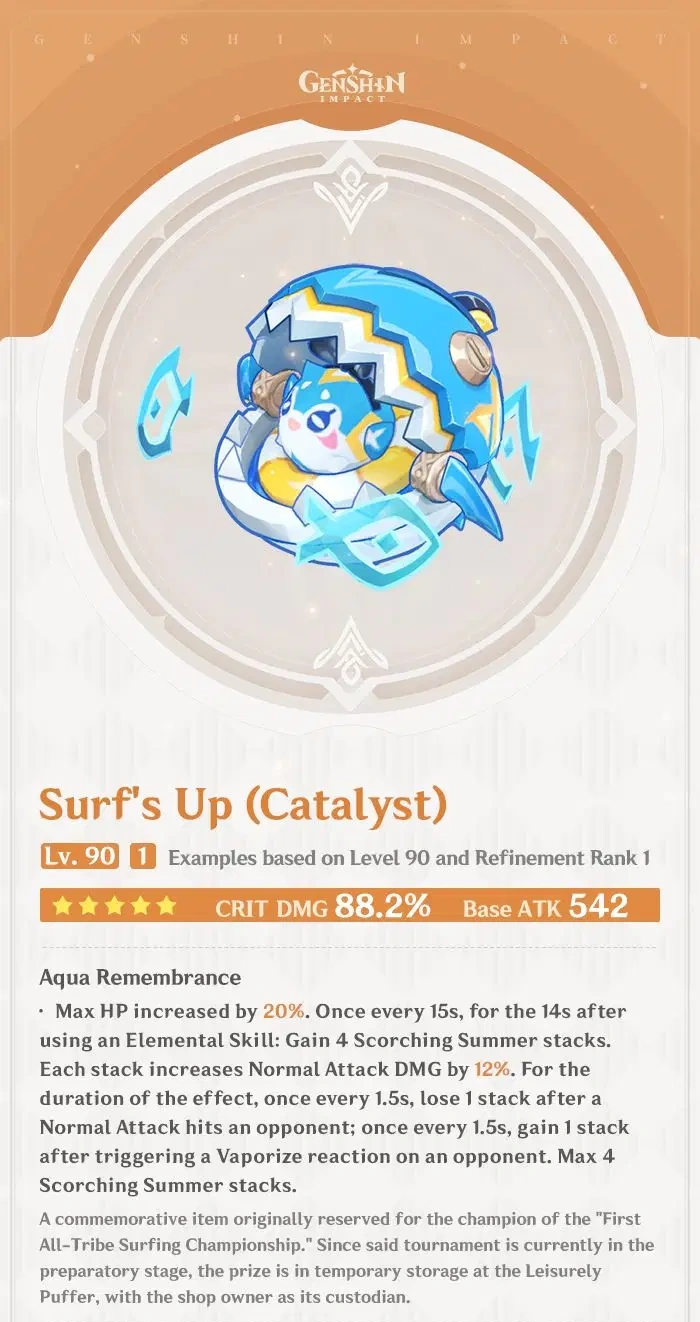 GENSHIN IMPACT
GENSHIN
IMPACT
Surf's Up (Catalyst)
Lv. 90 1 Examples based on Level 90 and Refinement Rank 1
CRIT DMG 88.2% Base ATK 542
Aqua Remembrance
· Max HP increased by 20%. Once every 15s, for the 14s after
using an Elemental Skill: Gain 4 Scorching Summer stacks.
Each stack increases Normal Attack DMG by 12%. For the
duration of the effect, once every 1.5s, lose 1 stack after a
Normal Attack hits an opponent; once every 1.5s, gain 1 stack
after triggering a Vaporize reaction on an opponent. Max 4
Scorching Summer stacks.
A commemorative item originally reserved for the champion of the "First
All-Tribe Surfing Championship." Since said tournament is currently in the
preparatory stage, the prize is in temporary storage at the Leisurely
Puffer, with the shop owner as its custodian.